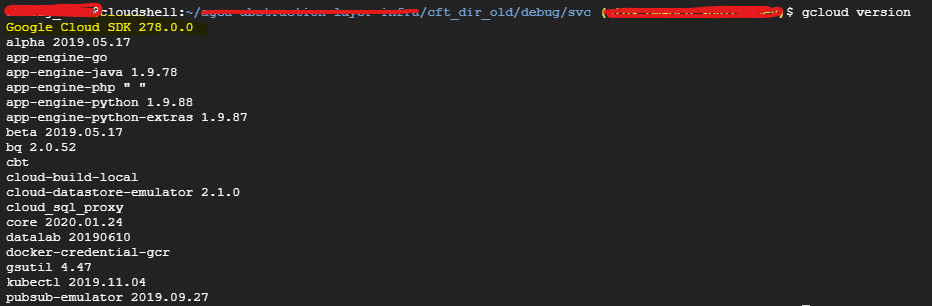 @cloudshell:~/ /cft_dir_old/debug/svc ( )$ gcloud version
Google Cloud SDK 278.0.0
alpha 2019.05.17
app-engine-go
app-engine-java 1.9.78
app-engine-php " "
app-engine-python 1.9.88
app-engine-python-extras 1.9.87
beta 2019.05.17
bq 2.0.52
cbt
cloud-build-local
cloud-datastore-emulator 2.1.0
cloud_sql_proxy
core 2020.01.24
datalab 20190610
docker-credential-gcr
gsutil 4.47
kubectl 2019.11.04
pubsub-emulator 2019.09.27